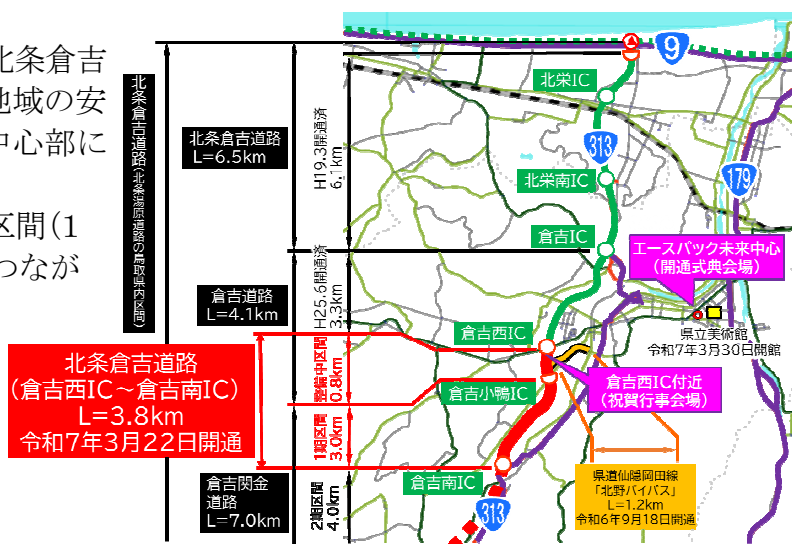 北条倉吉
地域の安
中心部に
区間(1
つなが
北条倉吉道路(北条湯原道路の鳥取県内区間)
北条倉吉道路
L=6.5km
H19.3開通済
6.1km
倉吉道路
L=4.1km
H25.6開通済
3.3km
整備中区間
0.8km
1期区間
3.0km
倉吉関金
道路
L=7.0km
2期区間
4.0km
北条倉吉道路
(倉吉西IC～倉吉南IC)
L=3.8km
令和7年3月22日開通
9
北栄IC
313
北栄南IC
179
倉吉IC
エースパック未来中心
(開通式典会場)
県立美術館
令和7年3月30日開館
倉吉西IC
倉吉西IC付近
(祝賀行事会場)
倉吉小鴨IC
倉吉南IC
313
県道仙隠岡田線
「北野バイパス」
L=1.2km
令和6年9月18日開通